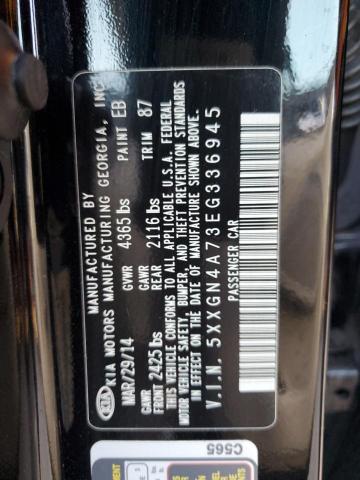 KIA
MANUFACTURED BY
KIA MOTORS MANUFACTURING GEORGIA, INC.
MAR/29/14 GVWR 4365 lbs PAINT EB
GAWR FRONT 2425 lbs GAWR REAR 2116 lbs TRIM 87
THIS VEHICLE CONFORMS TO ALL APPLICABLE U.S.A. FEDERAL
MOTOR VEHICLE SAFETY, BUMPER, AND THEFT PREVENTION STANDARDS
IN EFFECT ON THE DATE OF MANUFACTURE SHOWN ABOVE.
V.I.N. 5XXGN4A73EG336945
PASSENGER CAR
C565